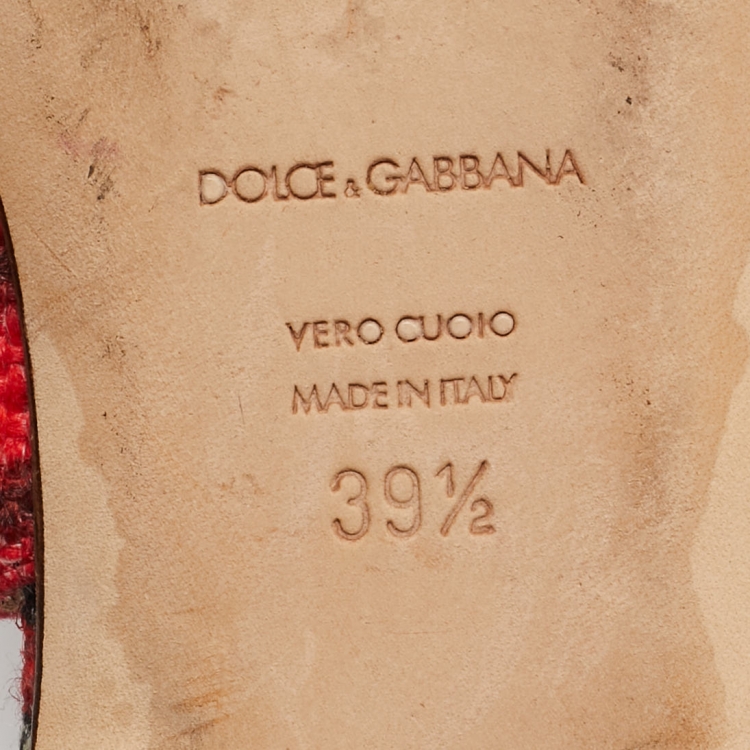 DOLCE & GABBANA
VERO CUOIO
MADE IN ITALY
39½